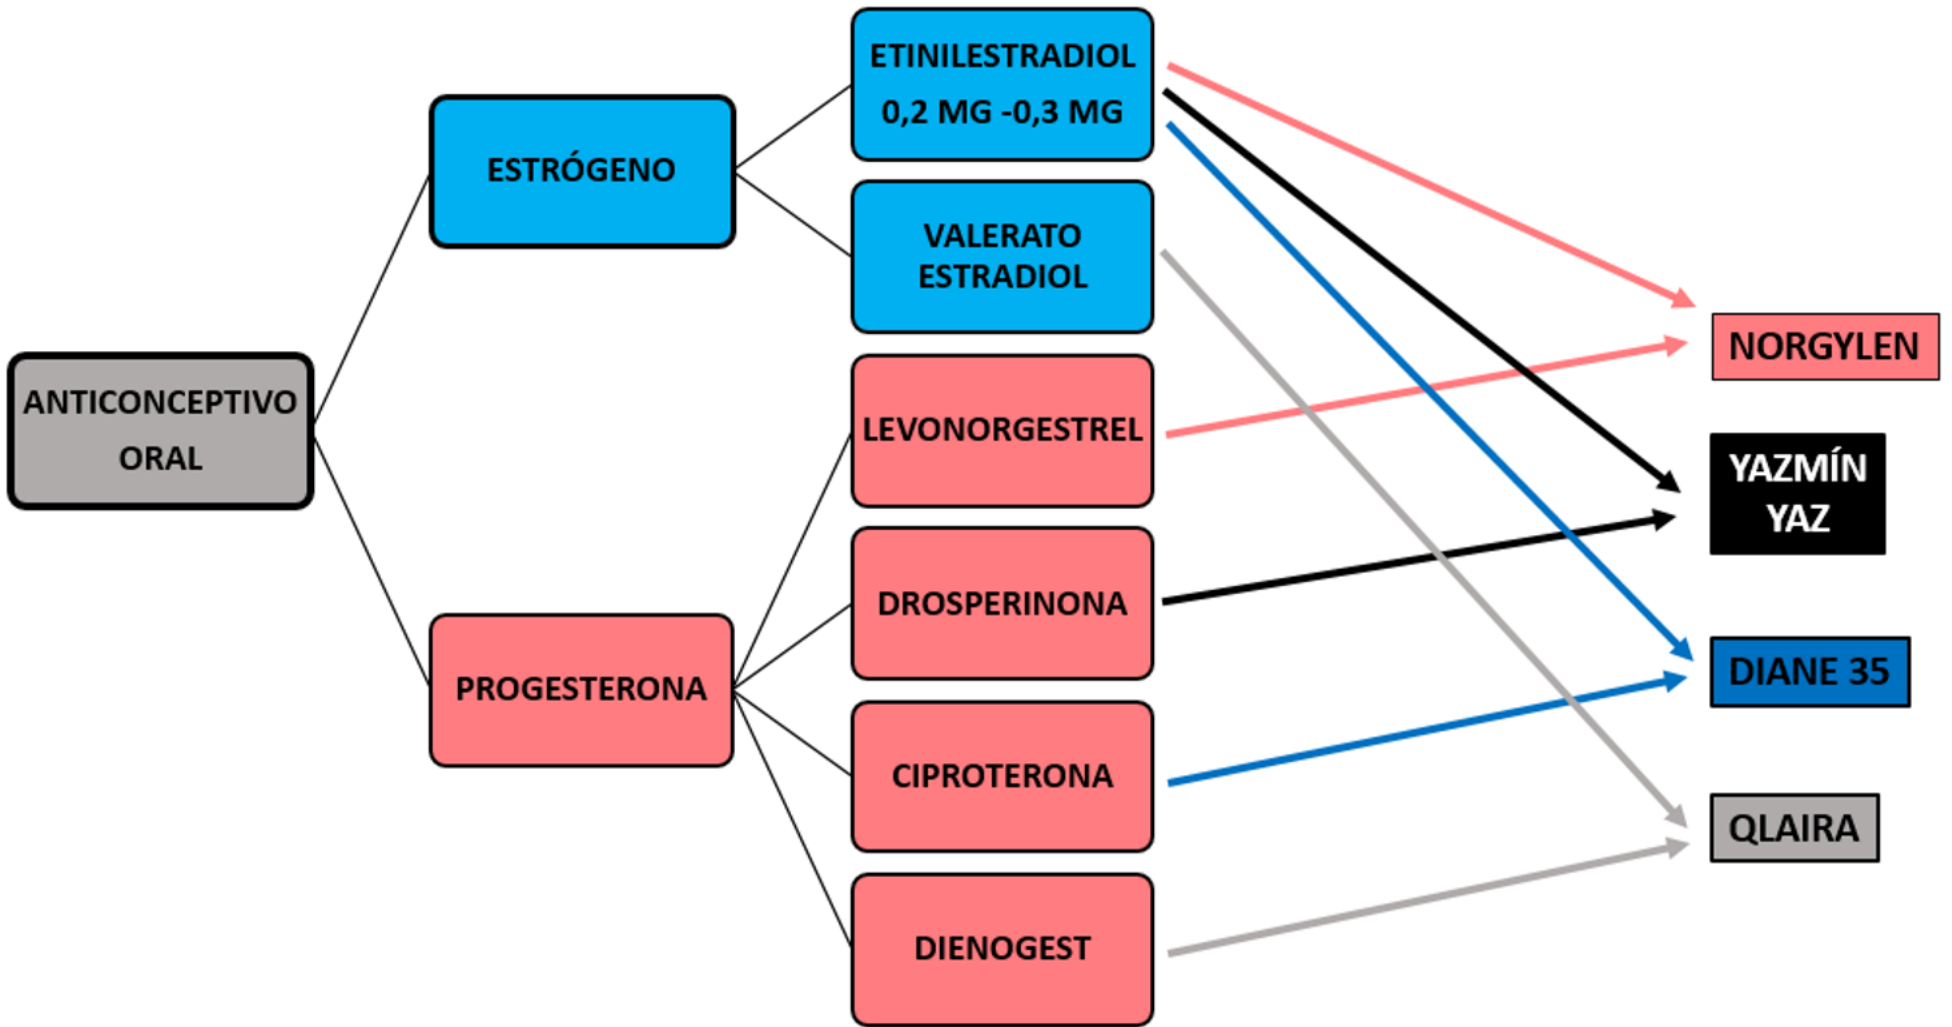 ANTICONCEPTIVO
ORAL
ESTRÓGENO
PROGESTERONA
ETINILESTRADIOL
0,2 MG -0,3 MG
VALERATO
ESTRADIOL
LEVONORGESTREL
DROSPERINONA
CIPROTERONA
DIENOGEST
NORGYLEN
YAZMÍN
YAZ
DIANE 35
QLAIRA